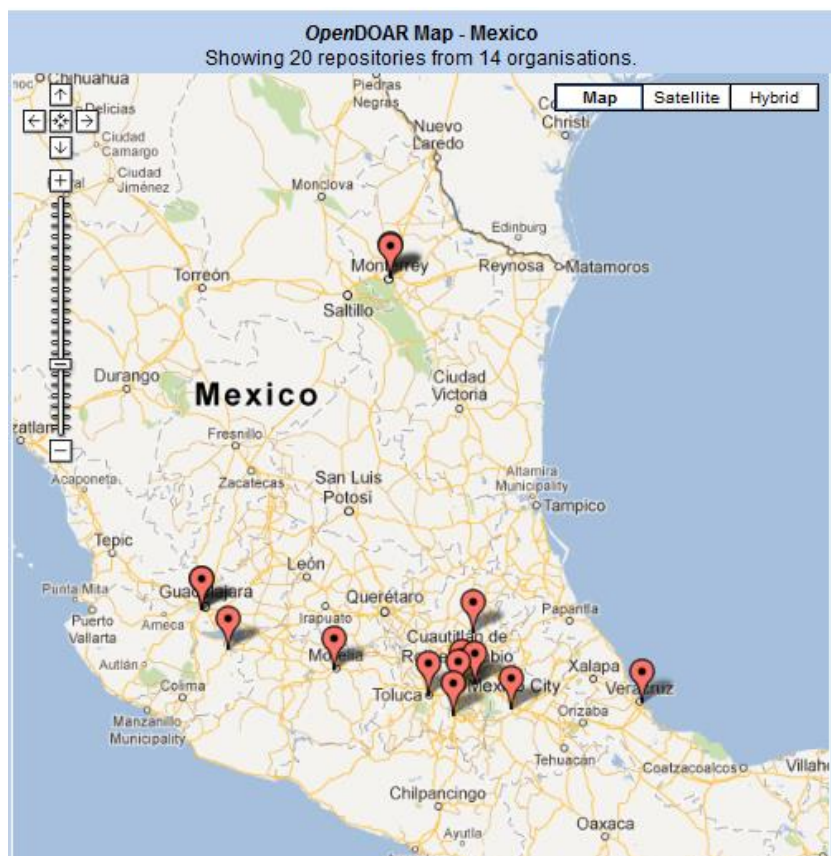 OpenDOAR Map - Mexico
Showing 20 repositories from 14 organisations.
Chihuahua
Piedras
Negras
Map
Satellite
Hybrid
Delicias
Christi
Ciudad
Camargo
Nuevo
Laredo
Ciudad
Jiménez
Monclova
Edinburg
Monterrey
Reynosa
Matamoros
Torreón
Saltillo
Durango
Ciudad
Victoria
Mexico
Fresnillo
Zacatecas
San Luis
Potosi
Altamira
Municipality
Acaponeta
Tampico
Tepic
León
Punta Mita
Guadalajara
Querétaro
Irapuato
Papantla
Puerto
Vallarta
Ameca
Cuautitlán de
Morelia
Xalapa
Autlán
Colima
Toluca
Mexico City
Veracruz
Orizaba
Manzanillo
Municipality
Tehuacán
Coatzacoalcos
Villah
Chilpancingo
Ayutla
Oaxaca